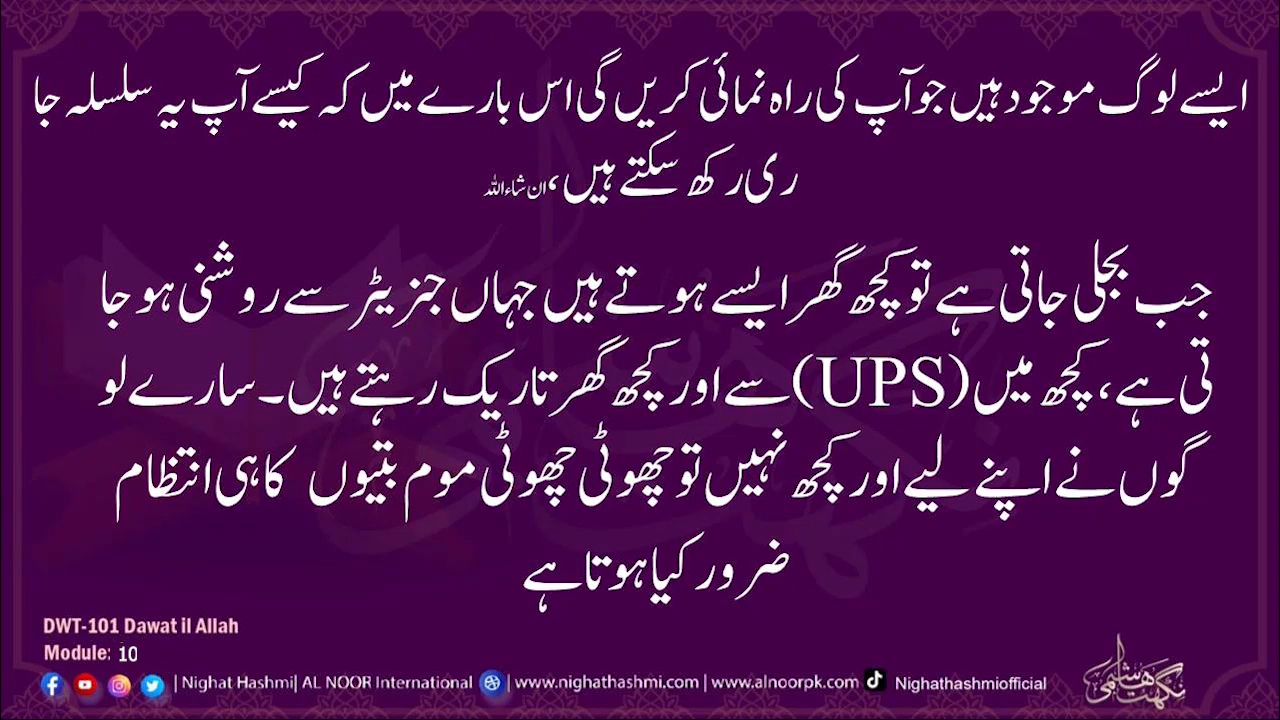 ایسے لوگ موجود ہیں جو آپ کی راہ نمائی کریں گی اس بارے میں کہ کیسے آپ یہ سلسلہ جا
ری رکھ سکتے ہیں، ان شاء اللہ
جب بجلی جاتی ہے تو کچھ گھر ایسے ہوتے ہیں جہاں جنریٹر سے روشنی ہو جا
تی ہے، کچھ میں (UPS) سے اور کچھ گھر تاریک رہتے ہیں۔ سارے لو
گوں نے اپنے لیے اور کچھ نہیں تو چھوٹی چھوٹی موم بتیوں کا ہی انتظام
ضرور کیا ہوتا ہے
DWT-101 Dawat il Allah
Module: 10
| Nighat Hashmi| AL NOOR International | www.nighathashmi.com | www.alnoorpk.com Nighathashmiofficial
نگہت ہاشمی